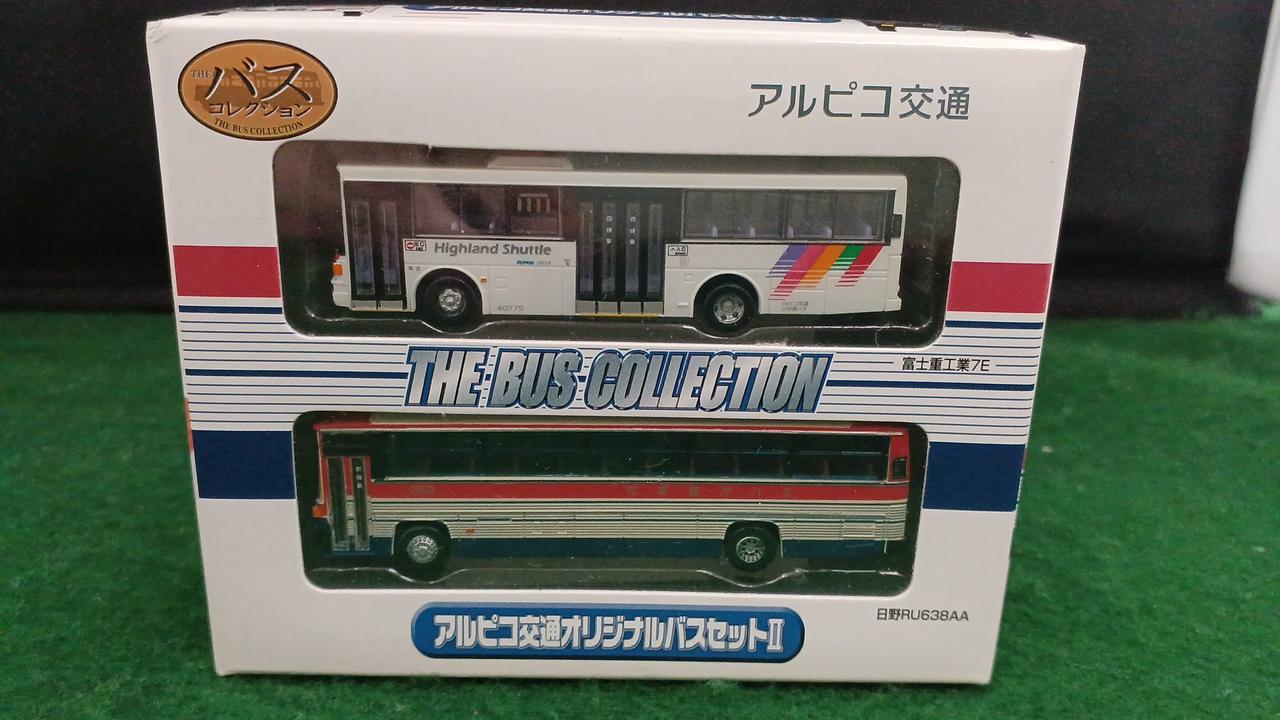 THE
バス
コレクション
THE BUS COLLECTION
アルピコ交通
Highland Shuttle
40775
THE BUS COLLECTION
富士重工業7E
353
アルピコ交通オリジナルバスセットⅡ
日野RU638AA